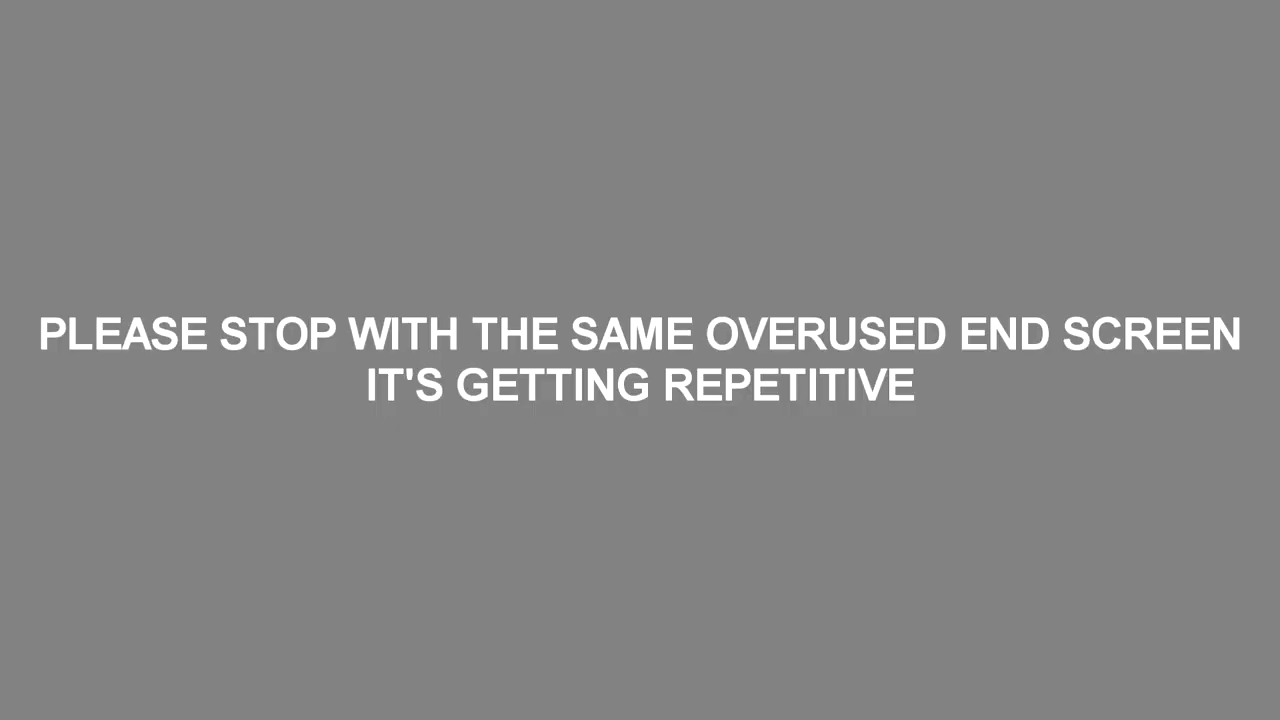 PLEASE STOP WITH THE SAME OVERUSED END SCREEN
IT'S GETTING REPETITIVE